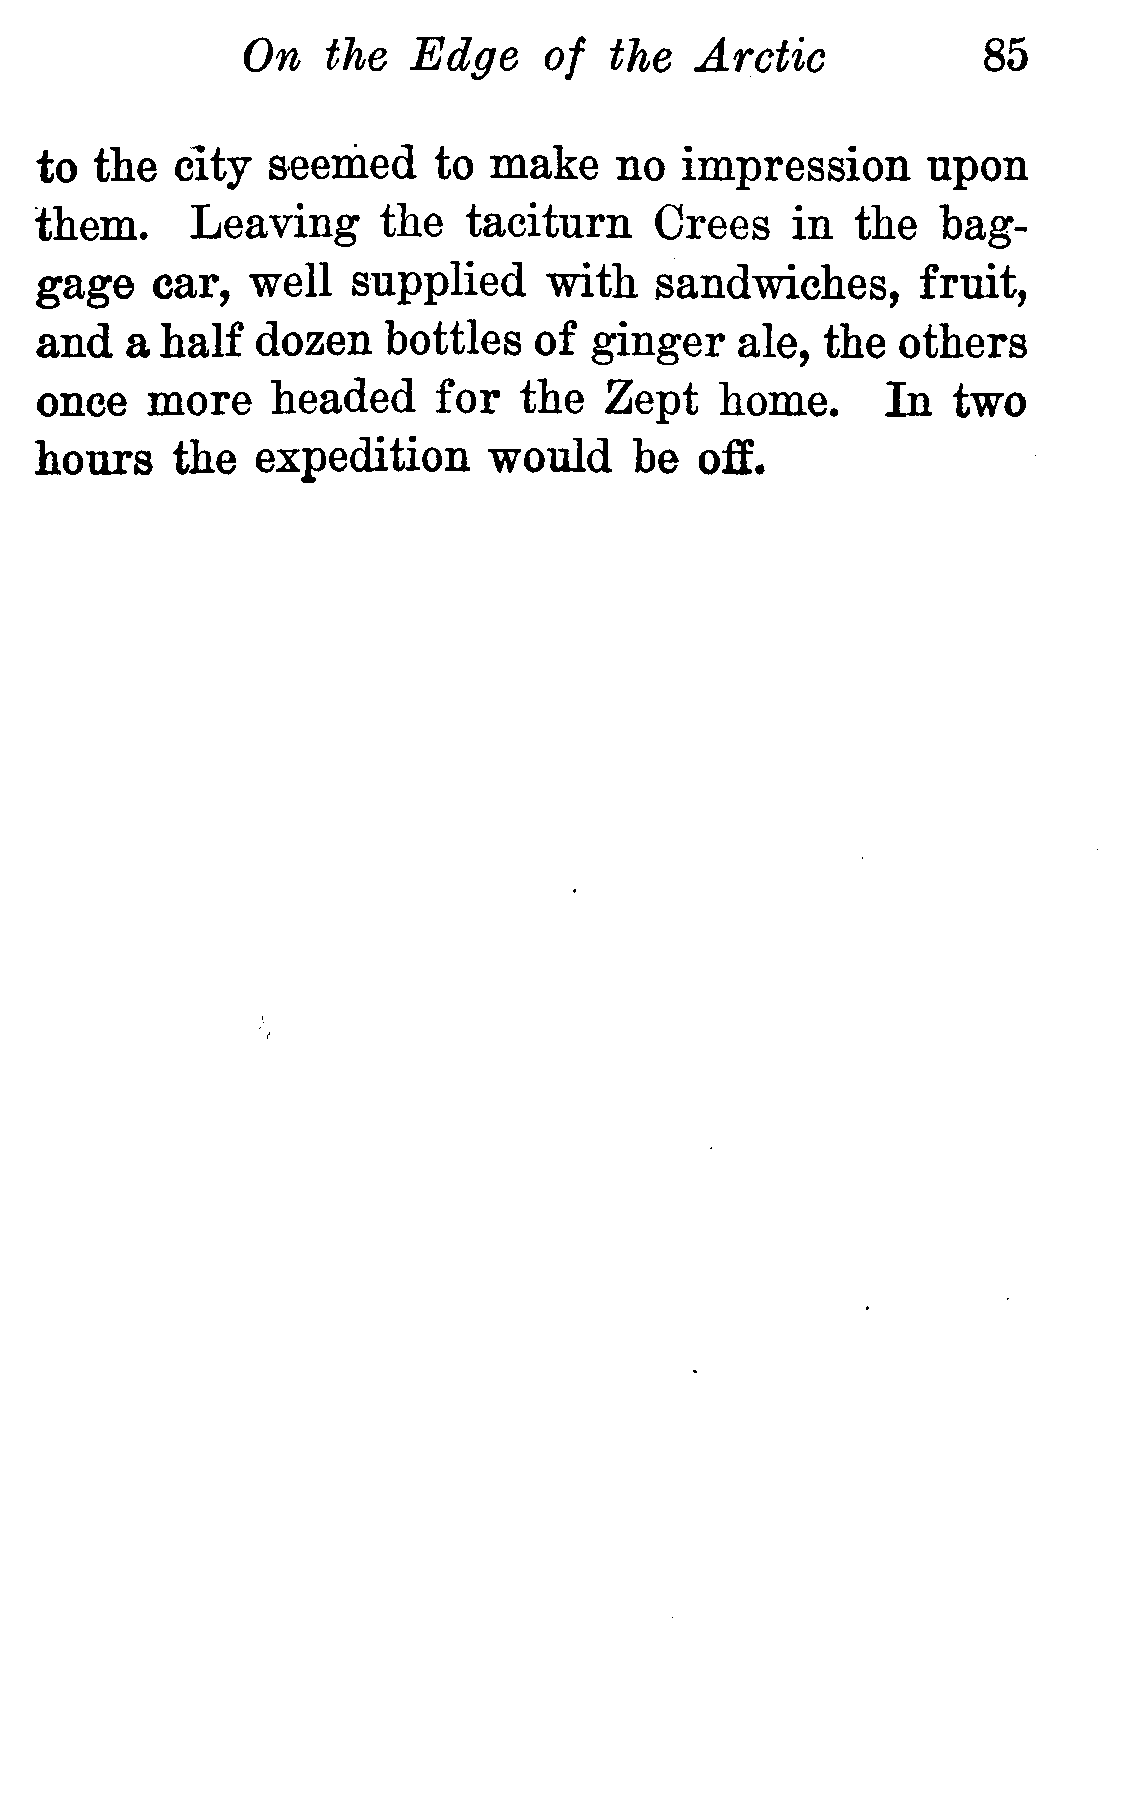 On the Edge of the Arctic 85
to the city seemed to make no impression upon
them. Leaving the taciturn Crees in the bag-
gage car, well supplied with sandwiches, fruit,
and a half dozen bottles of ginger ale, the others
once more headed for the Zept home. In two
hours the expedition would be off.